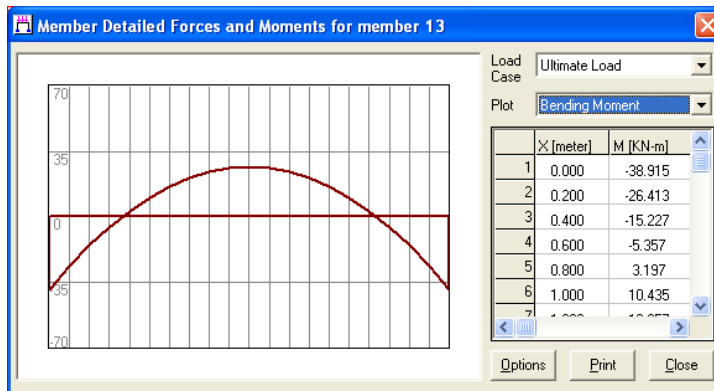 Member Detailed Forces and Moments for member 13
70
35
0
-35
-70
Load Case
Ultimate Load
Plot
Bending Moment
X [meter] M [KN-m]
1 0.000 -38.915
2 0.200 -26.413
3 0.400 -15.227
4 0.600 -5.357
5 0.800 3.197
6 1.000 10.435
7
Options Print Close